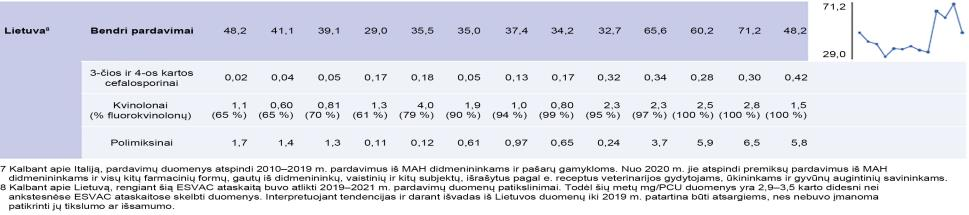 Lietuva8 Bendri pardavimai 48,2 41,1 39,1 29,0 35,5 35,0 37,4 34,2 32,7 65,6 60,2 71,2 48,2 71,2 29,0
3-čios ir 4-os kartos cefalosporinai 0,02 0,04 0,05 0,17 0,18 0,05 0,13 0,17 0,32 0,34 0,28 0,30 0,42
Kvinolonai 1,1 0,60 0,81 1,3 4,0 1,9 1,0 0,80 2,3 2,3 2,5 2,8 1,5
(% fluorokvinolonų) (65 %) (65 %) (70 %) (61 %) (79 %) (90 %) (94 %) (99 %) (95 %) (97 %) (100 %) (100 %) (100 %)
Polimiksinai 1,7 1,4 1,3 0,11 0,12 0,61 0,97 0,65 0,24 3,7 5,9 6,5 5,8
7 Kalbant apie Italiją, pardavimų duomenys atspindi 2010–2019 m. pardavimus iš MAH didmenininkams ir pašarų gamykloms. Nuo 2020 m. jie atspindi premiksų pardavimus iš MAH
didmenininkams ir visų kitų farmacinių formų, gautų iš didmenininkų, vaistinių ir kitų subjektų, išrašytus pagal e. receptus veterinarijos gydytojams, ūkininkams ir gyvūnų augintinių savininkams.
8 Kalbant apie Lietuvą, rengiant šią ESVAC ataskaitą buvo atlikti 2019–2021 m. pardavimų duomenų patikslinimai. Todėl šių metų mg/PCU duomenys yra 2,9–3,5 karto didesni nei
ankstesnėse ESVAC ataskaitose skelbti duomenys. Interpretuojant tendencijas ir darant išvadas iš Lietuvos duomenų iki 2019 m. patartina būti atsargiems, nes nebuvo įmanoma
patikrinti jų tikslumo ar išsamumo.